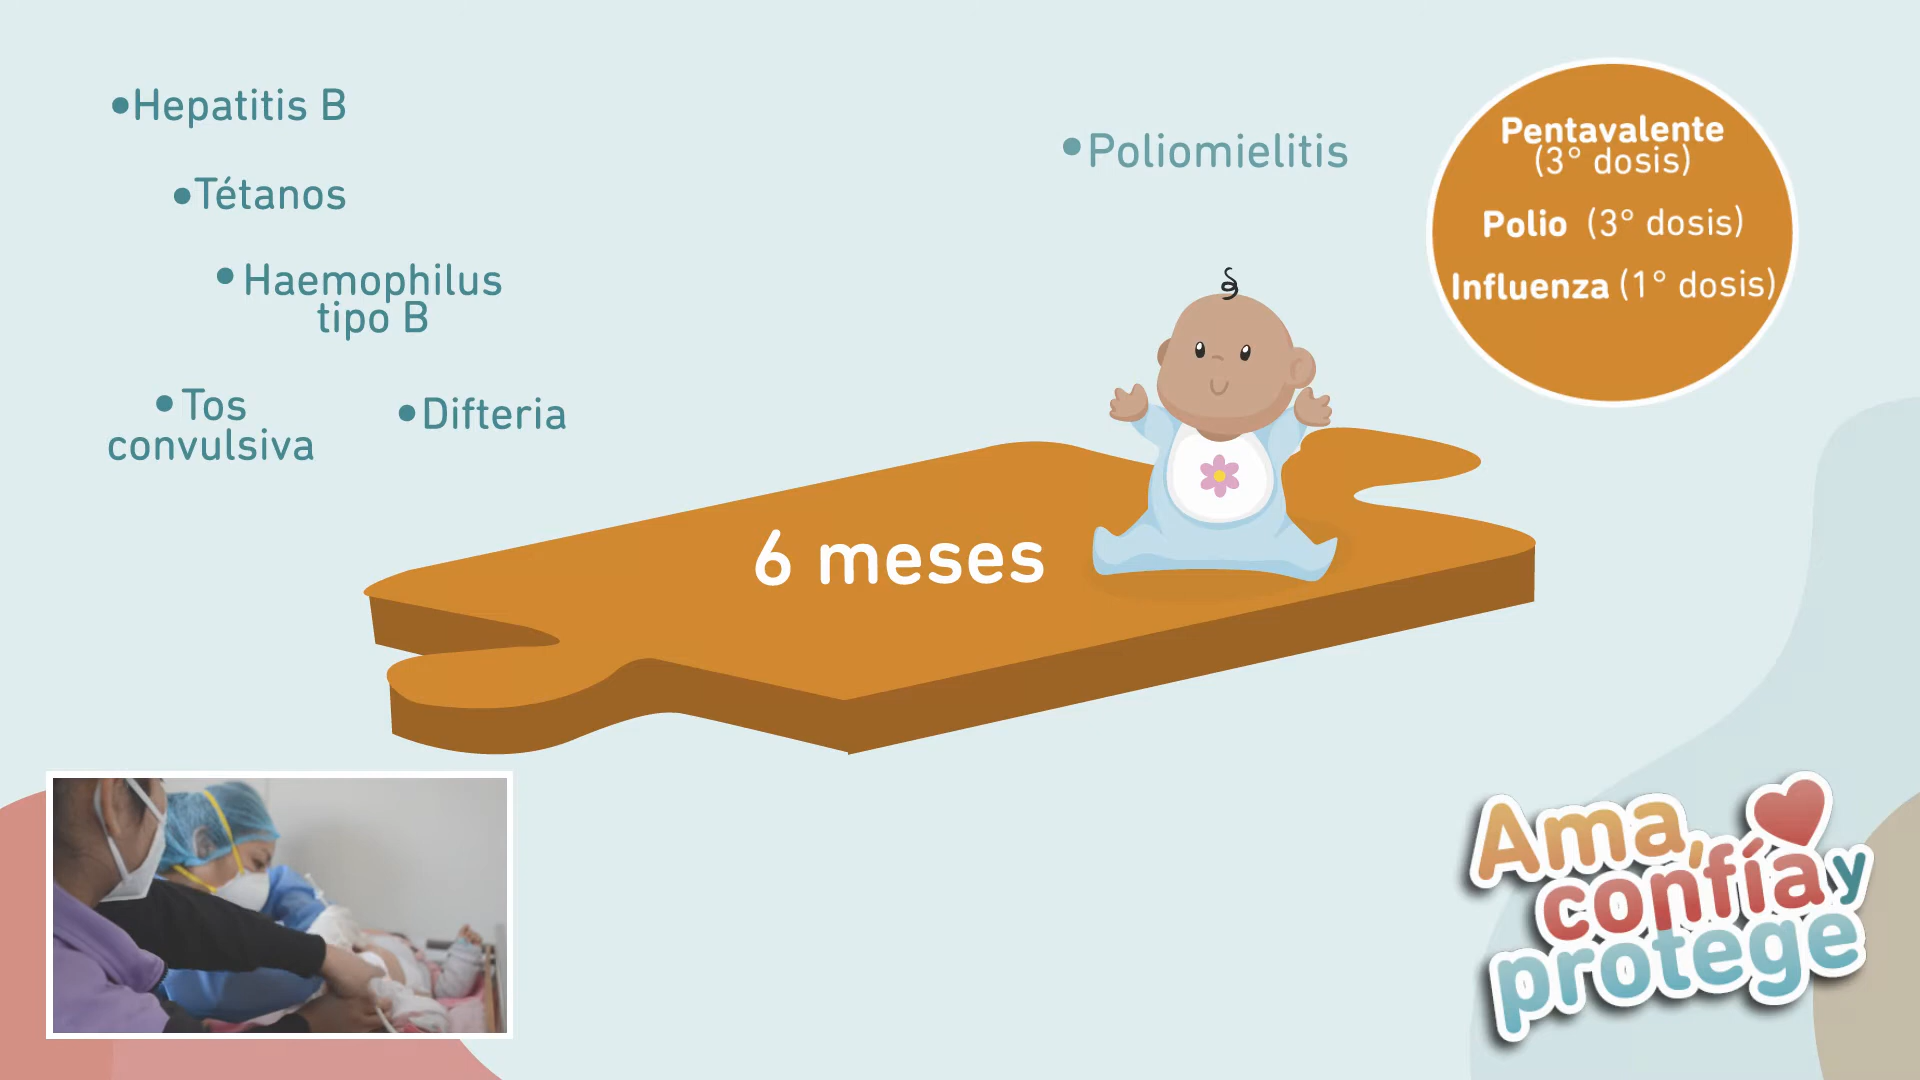 •Hepatitis B
•Tétanos
•Haemophilus
tipo B
•Tos
convulsiva
•Difteria
•Poliomielitis
Pentavalente
(3° dosis)
Polio (3° dosis)
Influenza (1° dosis)
6 meses
Ama,
confía y
protege